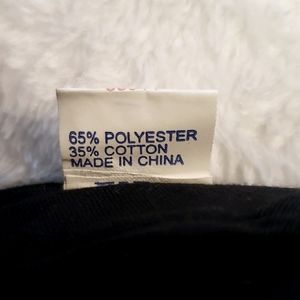 65% POLYESTER
35% COTTON
MADE IN CHINA